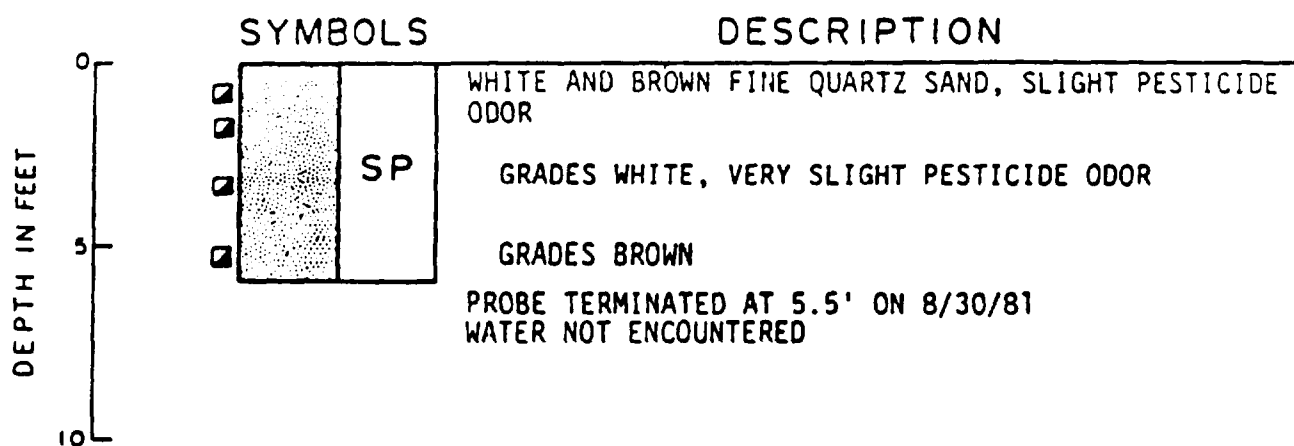 SYMBOLS DESCRIPTION
0
WHITE AND BROWN FINE QUARTZ SAND, SLIGHT PESTICIDE
ODOR
SP
GRADES WHITE, VERY SLIGHT PESTICIDE ODOR
DEPTH IN FEET
5
GRADES BROWN
PROBE TERMINATED AT 5.5' ON 8/30/81
WATER NOT ENCOUNTERED
10